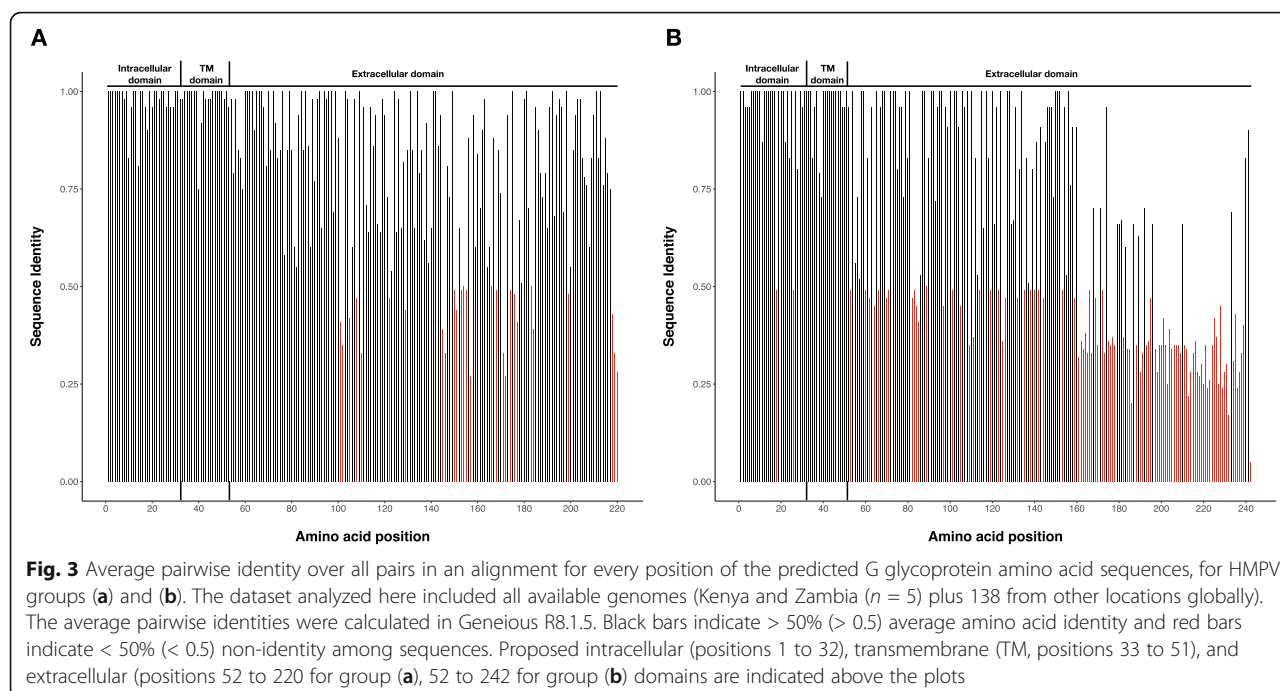 A
B
Intracellular domain
TM domain
Extracellular domain
Intracellular domain
TM domain
Extracellular domain
1.00
0.75
0.50
0.25
0.00
Sequence Identity
0 20 40 60 80 100 120 140 160 180 200 220
Amino acid position
1.00
0.75
0.50
0.25
0.00
Sequence Identity
0 20 40 60 80 100 120 140 160 180 200 220 240
Amino acid position
Fig. 3 Average pairwise identity over all pairs in an alignment for every position of the predicted G glycoprotein amino acid sequences, for HMPV
groups (a) and (b). The dataset analyzed here included all available genomes (Kenya and Zambia (n = 5) plus 138 from other locations globally).
The average pairwise identities were calculated in Geneious R8.1.5. Black bars indicate > 50% (> 0.5) average amino acid identity and red bars
indicate < 50% (< 0.5) non-identity among sequences. Proposed intracellular (positions 1 to 32), transmembrane (TM, positions 33 to 51), and
extracellular (positions 52 to 220 for group (a), 52 to 242 for group (b) domains are indicated above the plots